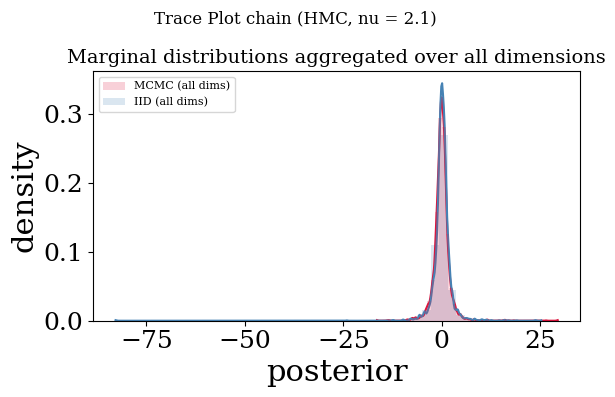 Trace Plot chain (HMC, nu = 2.1)
Marginal distributions aggregated over all dimensions
MCMC (all dims)
IID (all dims)
density
0.3
0.2
0.1
0.0
−75
−50
−25
0
25
posterior